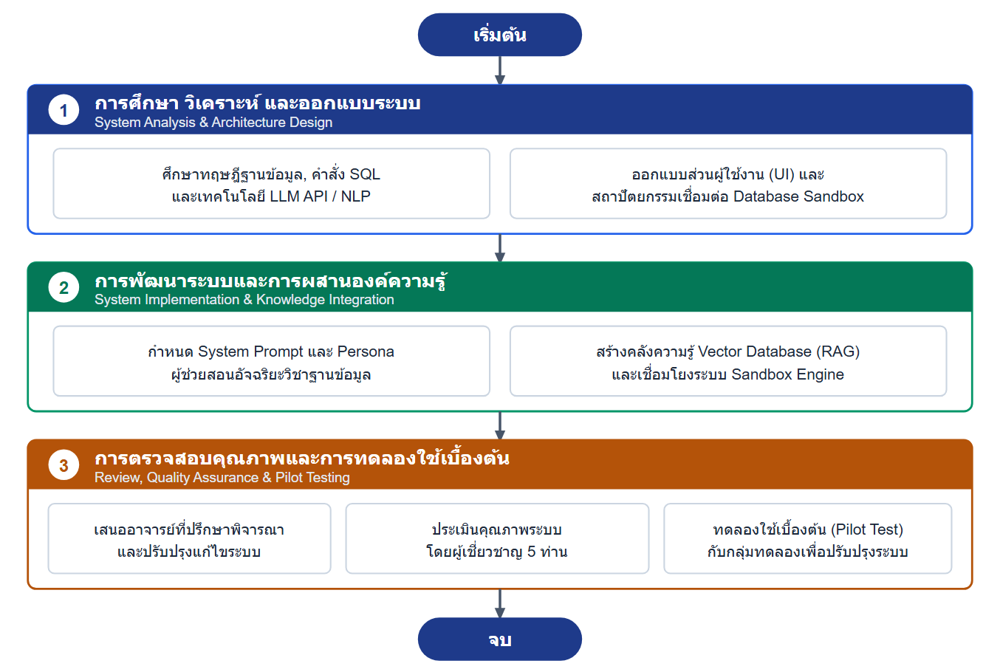 เริ่มต้น
1
การศึกษา วิเคราะห์ และออกแบบระบบ
System Analysis & Architecture Design
ศึกษาทฤษฎีฐานข้อมูล, คำสั่ง SQL
และเทคโนโลยี LLM API / NLP
ออกแบบส่วนผู้ใช้งาน (UI) และ
สถาปัตยกรรมเชื่อมต่อ Database Sandbox
2
การพัฒนาระบบและการผสานองค์ความรู้
System Implementation & Knowledge Integration
กำหนด System Prompt และ Persona
ผู้ช่วยสอนอัจฉริยะวิชาฐานข้อมูล
สร้างคลังความรู้ Vector Database (RAG)
และเชื่อมโยงระบบ Sandbox Engine
3
การตรวจสอบคุณภาพและการทดลองใช้เบื้องต้น
Review, Quality Assurance & Pilot Testing
เสนออาจารย์ที่ปรึกษาพิจารณา
และปรับปรุงแก้ไขระบบ
ประเมินคุณภาพระบบ
โดยผู้เชี่ยวชาญ 5 ท่าน
ทดลองใช้เบื้องต้น (Pilot Test)
กับกลุ่มทดลองเพื่อปรับปรุงระบบ
จบ